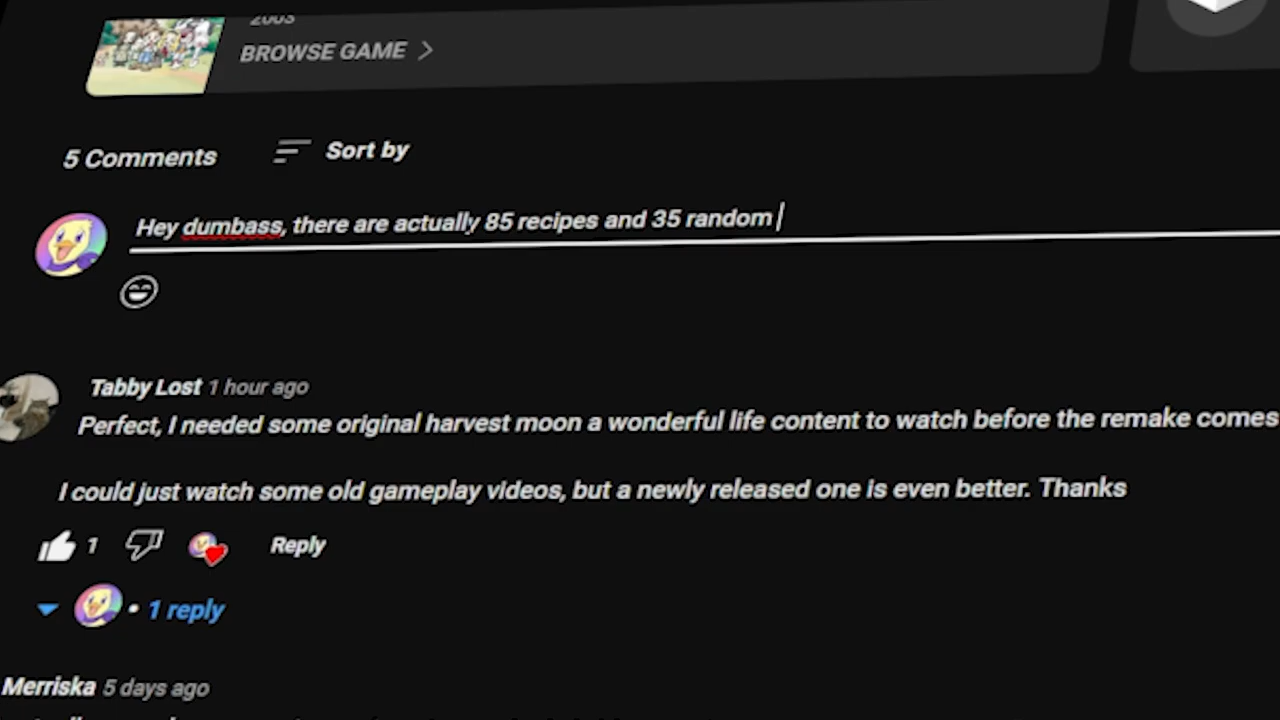 2003
BROWSE GAME
5 Comments
Sort by
Hey dumbass, there are actually 85 recipes and 35 random
Tabby Lost 1 hour ago
Perfect, I needed some original harvest moon a wonderful life content to watch before the remake comes
I could just watch some old gameplay videos, but a newly released one is even better. Thanks
1
Reply
• 1 reply
Merriska 5 days ago